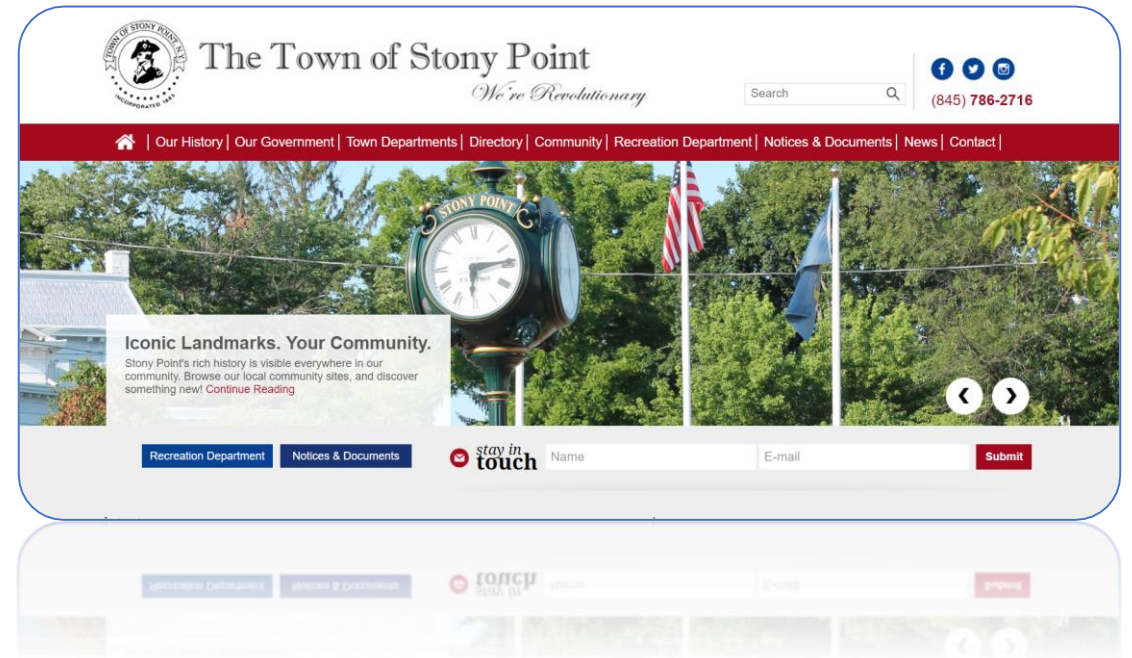 TOWN OF STONY POINT, N.Y.
INCORPORATED 1865
The Town of Stony Point
We're Revolutionary
Search
(845) 786-2716
Our History | Our Government | Town Departments | Directory | Community | Recreation Department | Notices & Documents | News | Contact |
STONY POINT
Iconic Landmarks. Your Community.
Stony Point's rich history is visible everywhere in our
community. Browse our local community sites, and discover
something new! Continue Reading
Recreation Department
Notices & Documents
stay in
touch
Name
E-mail
Submit